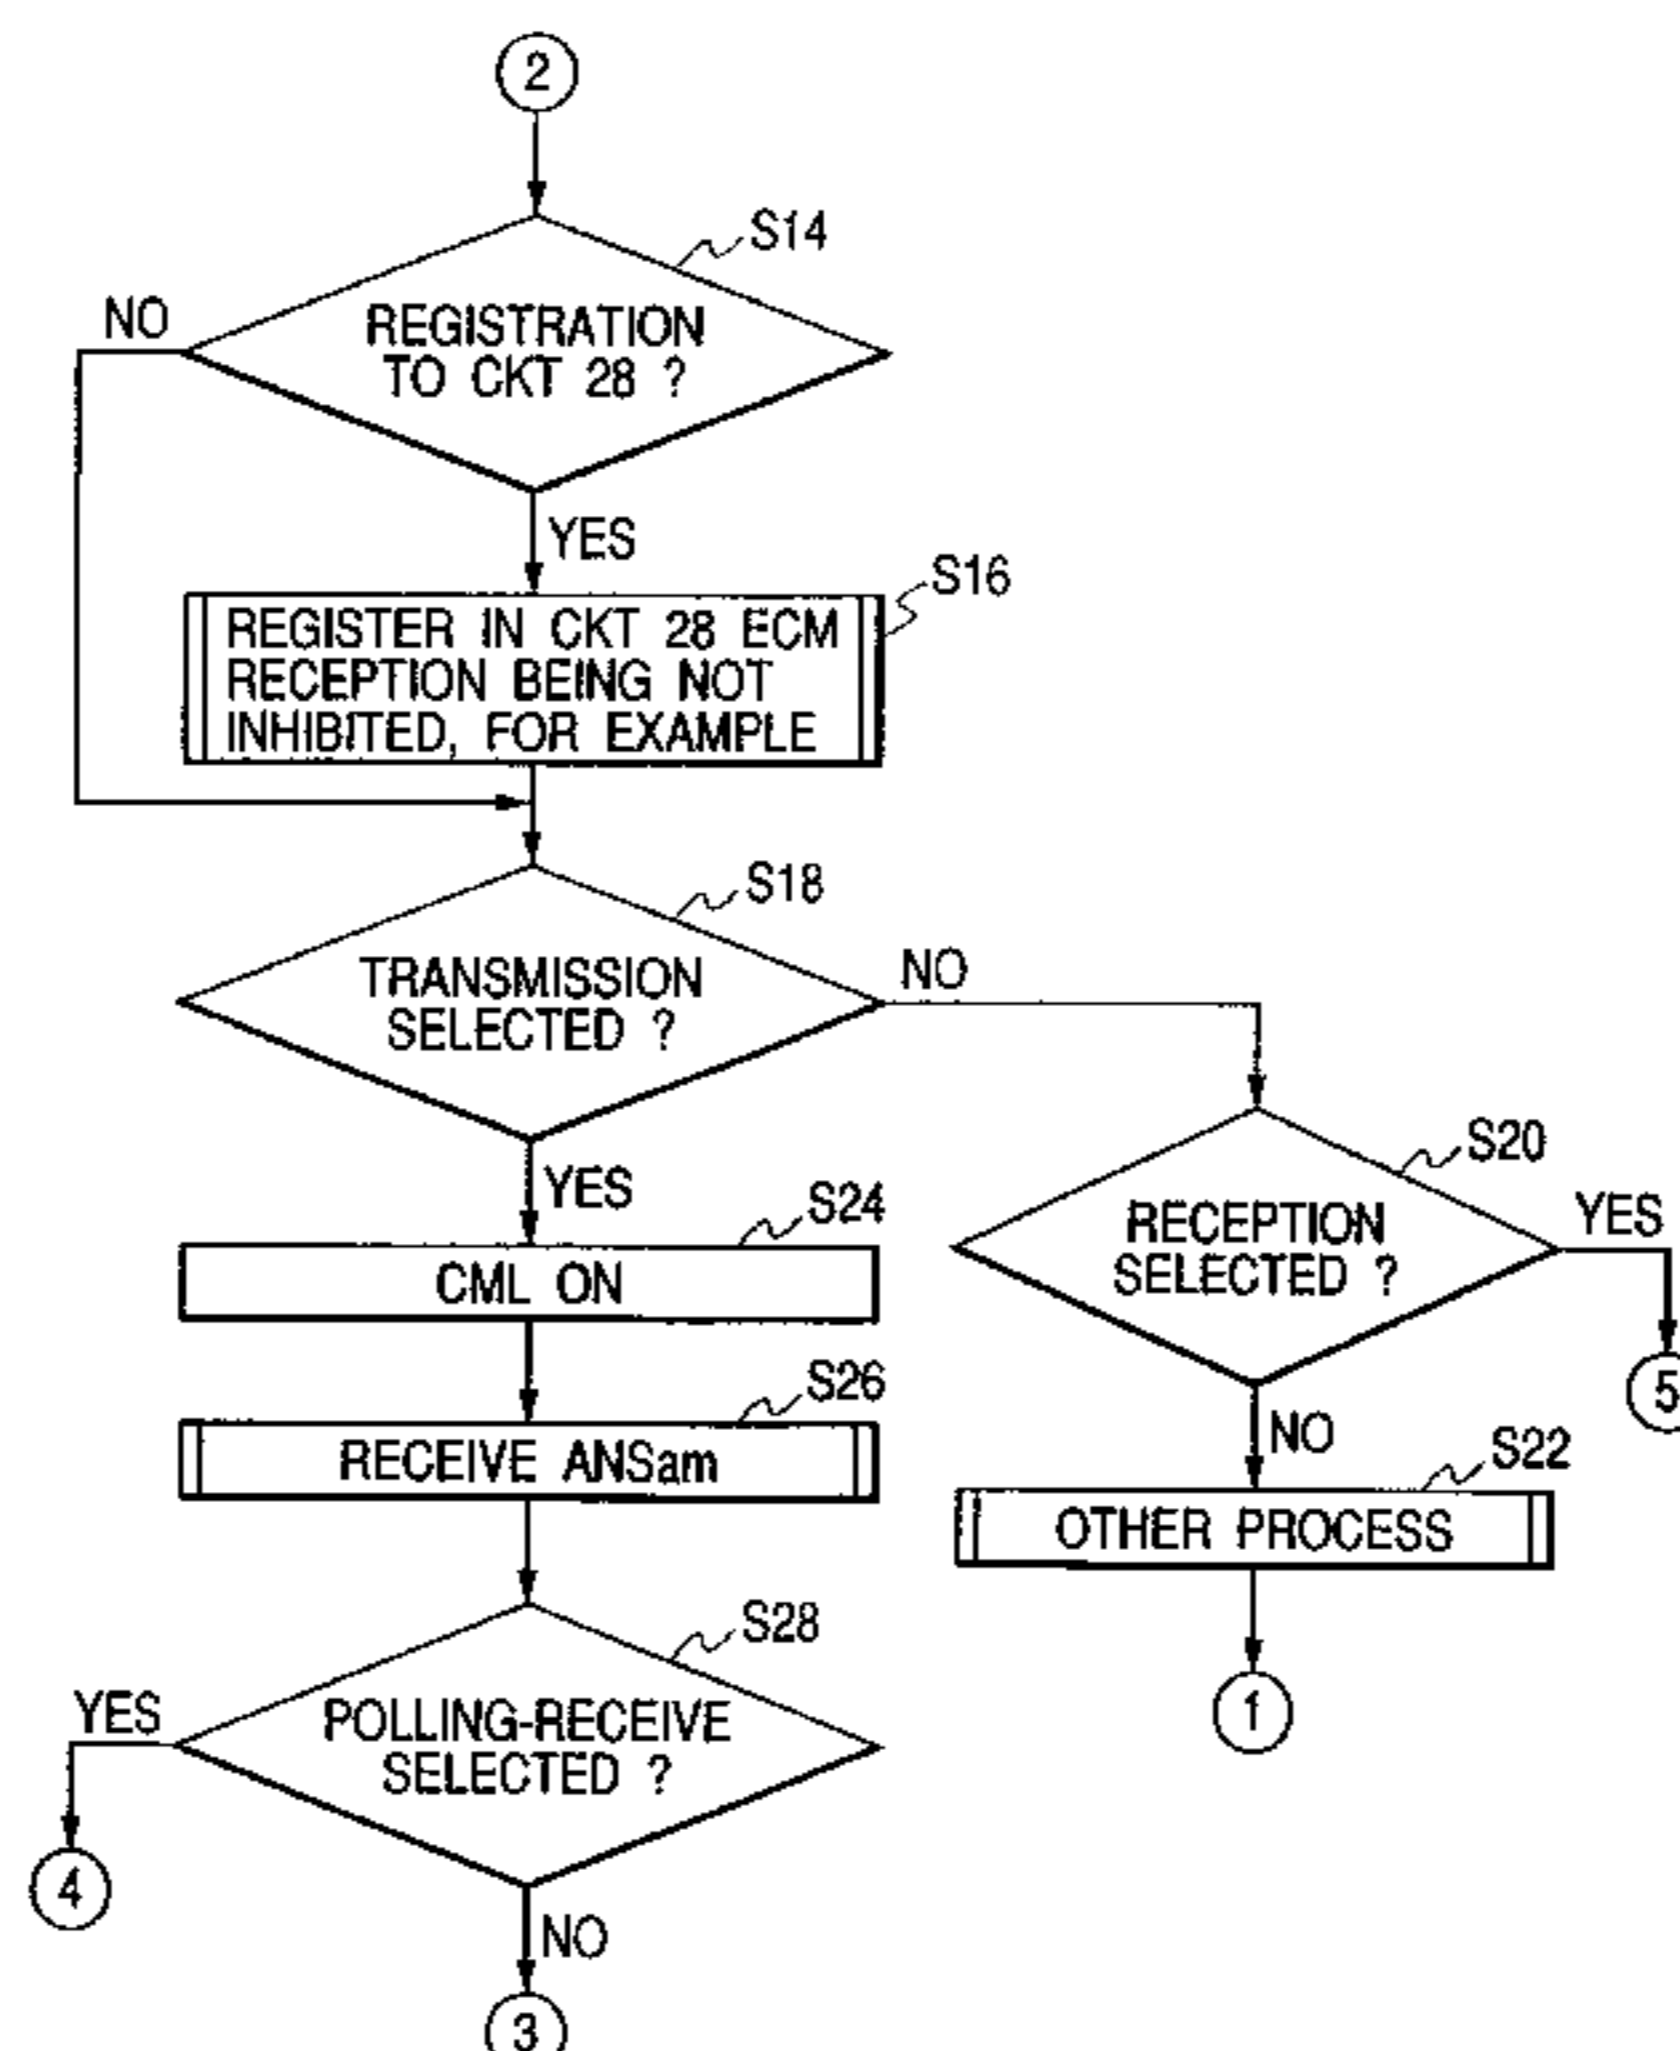 2
S14
NO
REGISTRATION
TO CKT 28 ?
YES
S16
REGISTER IN CKT 28 ECM
RECEPTION BEING NOT
INHIBITED, FOR EXAMPLE
S18
TRANSMISSION
SELECTED ?
NO
YES
S20
RECEPTION
SELECTED ?
YES
5
NO
S22
OTHER PROCESS
1
S24
CML ON
S26
RECEIVE ANSam
S28
POLLING-RECEIVE
SELECTED ?
YES
4
NO
3